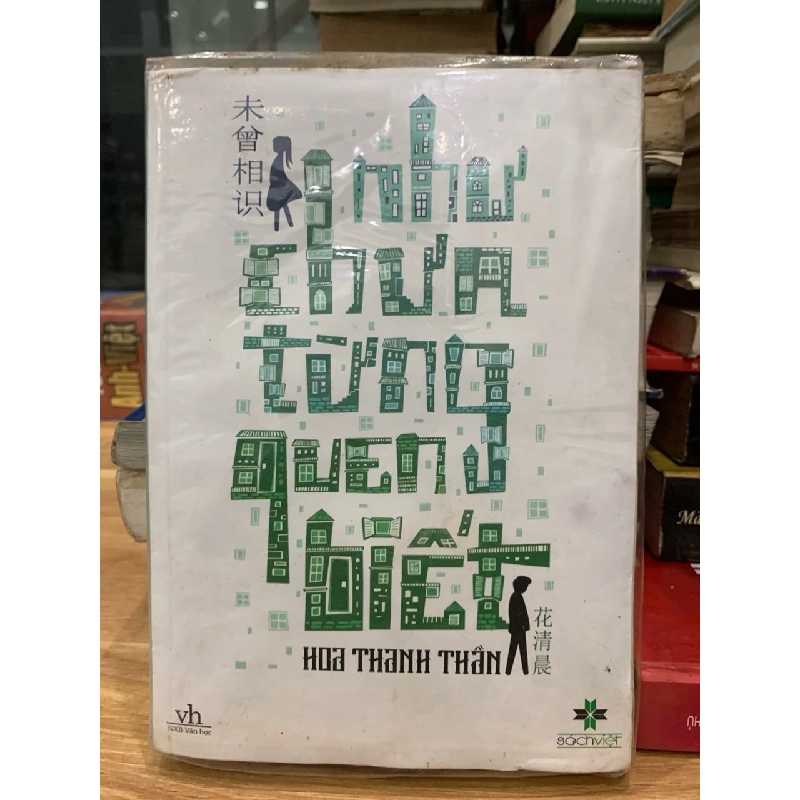 未曾相识
như
chưa
từng
quen
biết
花清晨
HOA THANH THẦN
vh
NXB Văn học
sáchviệt